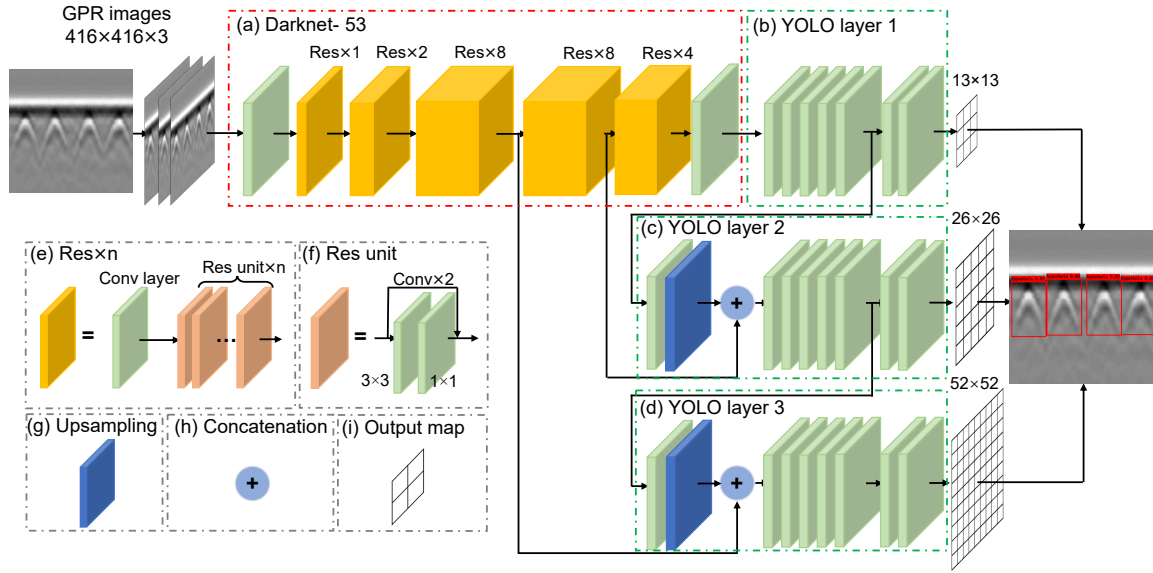 GPR images
416×416×3
(a) Darknet- 53
Res×1
Res×2
Res×8
Res×8
Res×4
(b) YOLO layer 1
13×13
(c) YOLO layer 2
26×26
(d) YOLO layer 3
52×52
(e) Res×n
Conv layer
Res unit×n
=
...
(f) Res unit
Conv×2
=
3×3
1×1
(g) Upsampling
(h) Concatenation
+
(i) Output map
+
+